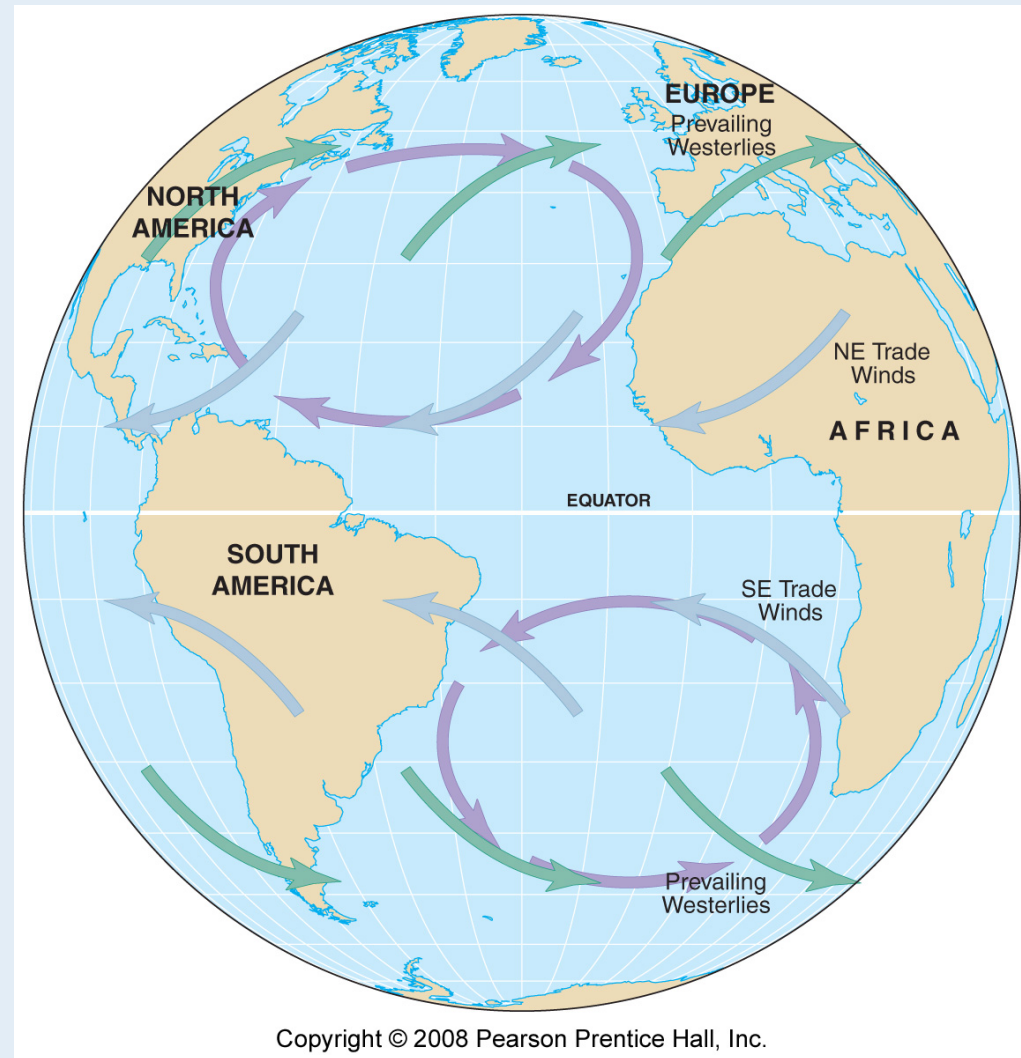 EUROPE
Prevailing
Westerlies
NORTH
AMERICA
NE Trade
Winds
AFRICA
EQUATOR
SOUTH
AMERICA
SE Trade
Winds
Prevailing
Westerlies
Copyright © 2008 Pearson Prentice Hall, Inc.